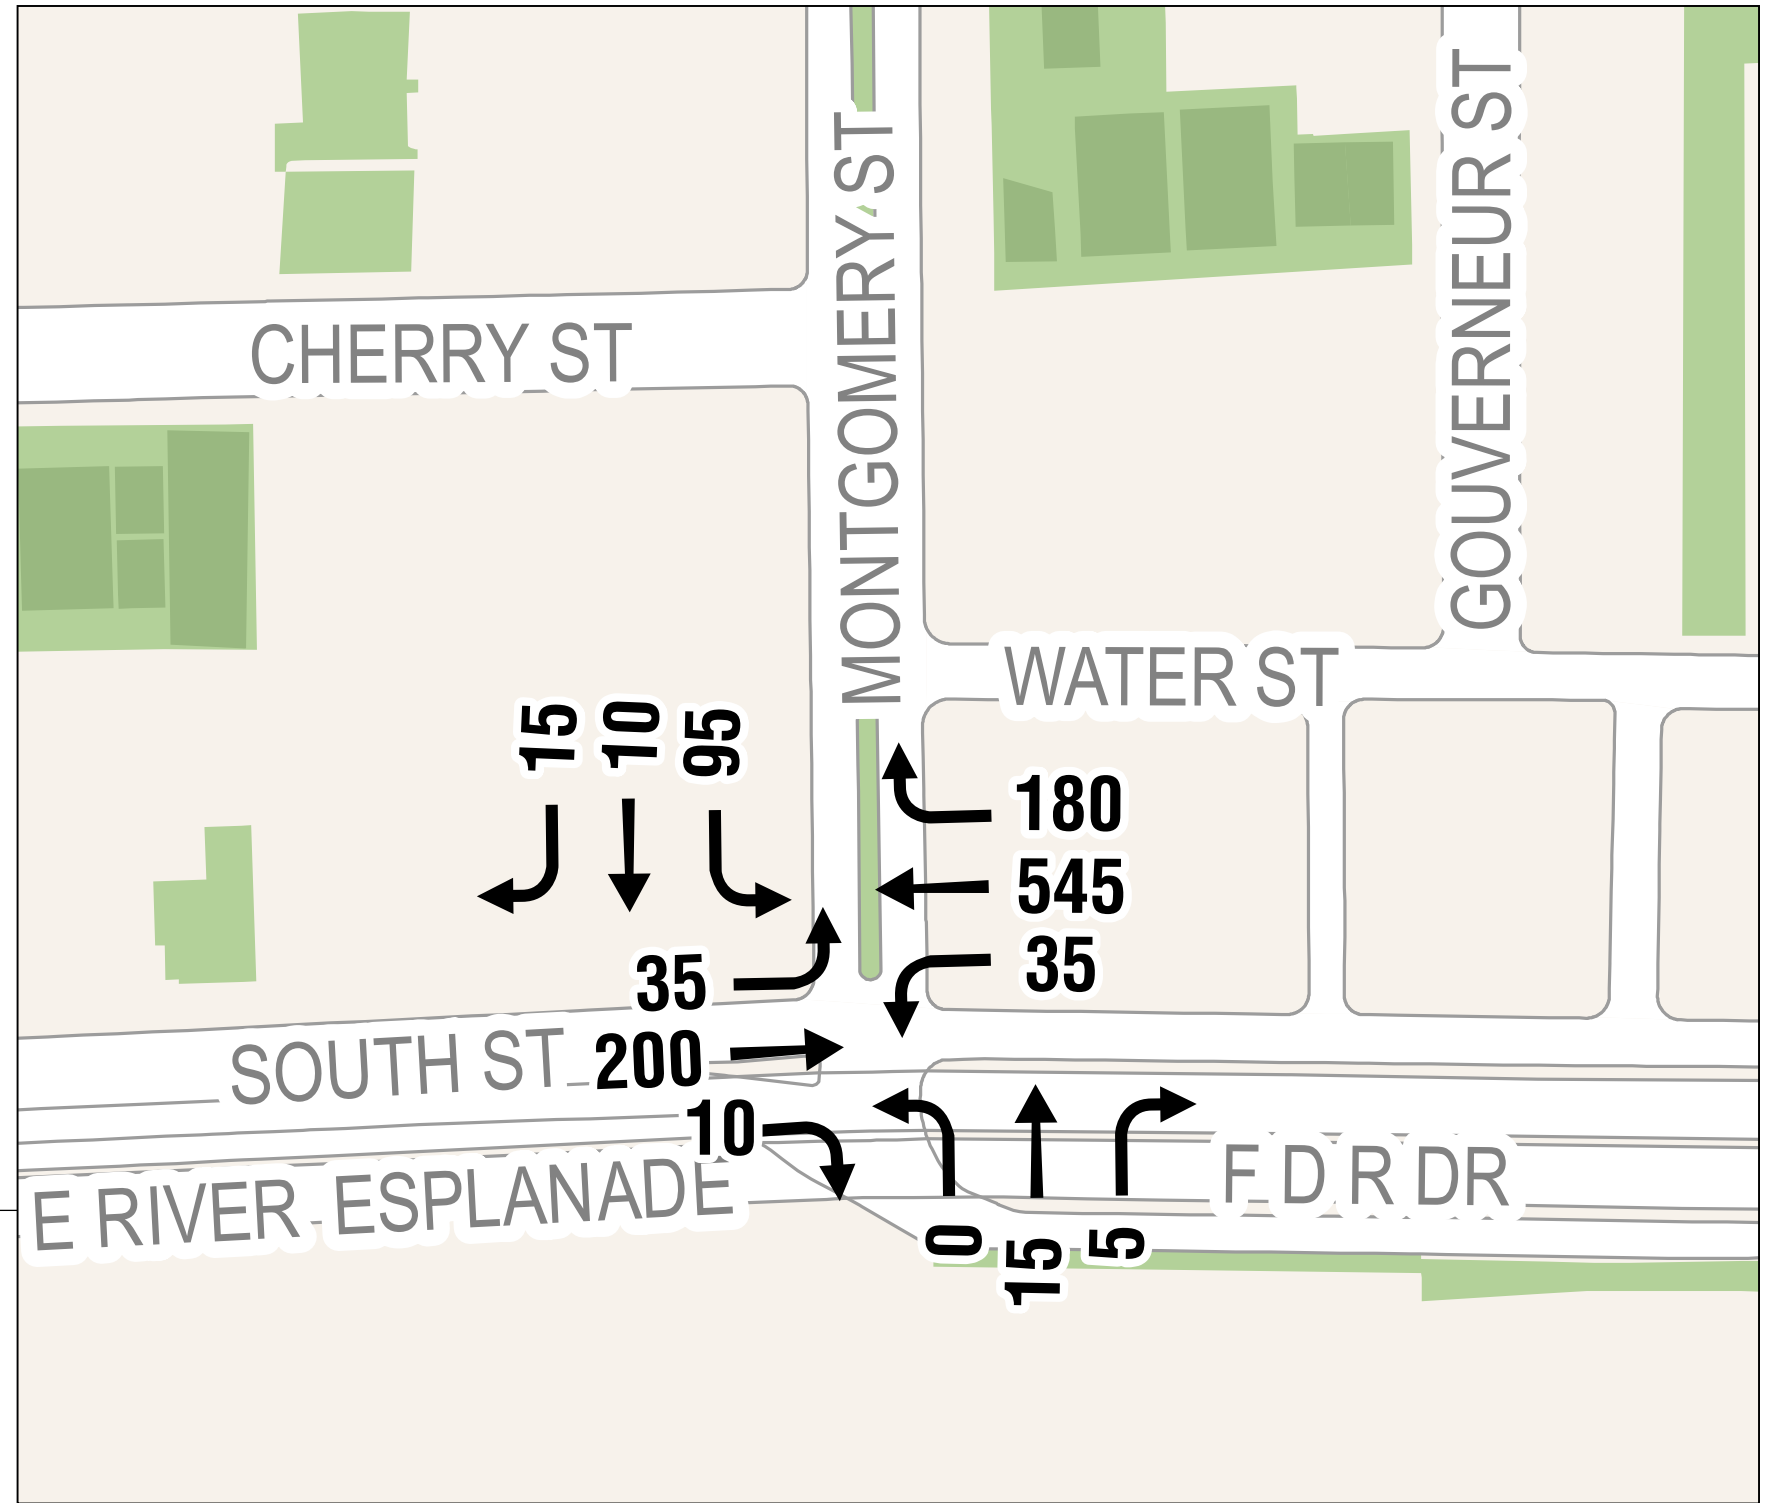 MONTGOMERY ST
GOUVERNEUR ST
CHERRY ST
WATER ST
15
10
95
180
545
35
35
SOUTH ST
200
10
E RIVER ESPLANADE
F D R DR
0
15
5